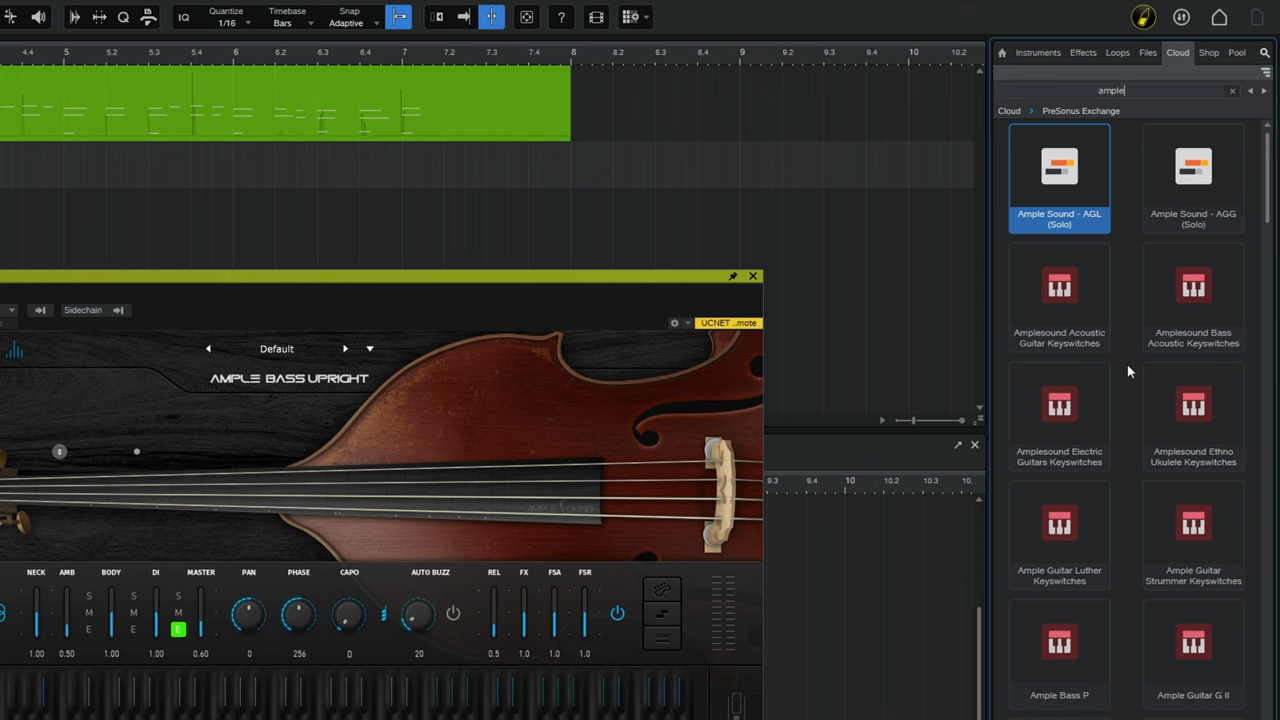 IQ
Quantize
1/16
Timebase
Bars
Snap
Adaptive
?
4.4 5 5.2 5.3 5.4 6 6.2 6.3 6.4 7 7.2 7.3 7.4 8 8.2 8.3 8.4 9 9.2 9.3 9.4 10 10.2
Instruments Effects Loops Files Cloud Shop Pool
ample
Cloud > PreSonus Exchange
Ample Sound - AGL
(Solo)
Ample Sound - AGG
(Solo)
Amplesound Acoustic
Guitar Keyswitches
Amplesound Bass
Acoustic Keyswitches
Amplesound Electric
Guitars Keyswitches
Amplesound Ethno
Ukulele Keyswitches
Ample Guitar Luther
Keyswitches
Ample Guitar
Strummer Keyswitches
Ample Bass P
Ample Guitar G II
Sidechain
UCNET ..mote
Default
AMPLE BASS UPRIGHT
9.3 9.4 10 10.2 10.3 10.
AMPLE SOUND
NECK AMB BODY DI MASTER PAN PHASE CAPO AUTO BUZZ REL FX FSA FSR
S S S
M M M
E E E
1.00 0.50 1.00 1.00 0.60 0 256 0 20 0.5 1.0 1.0 1.0